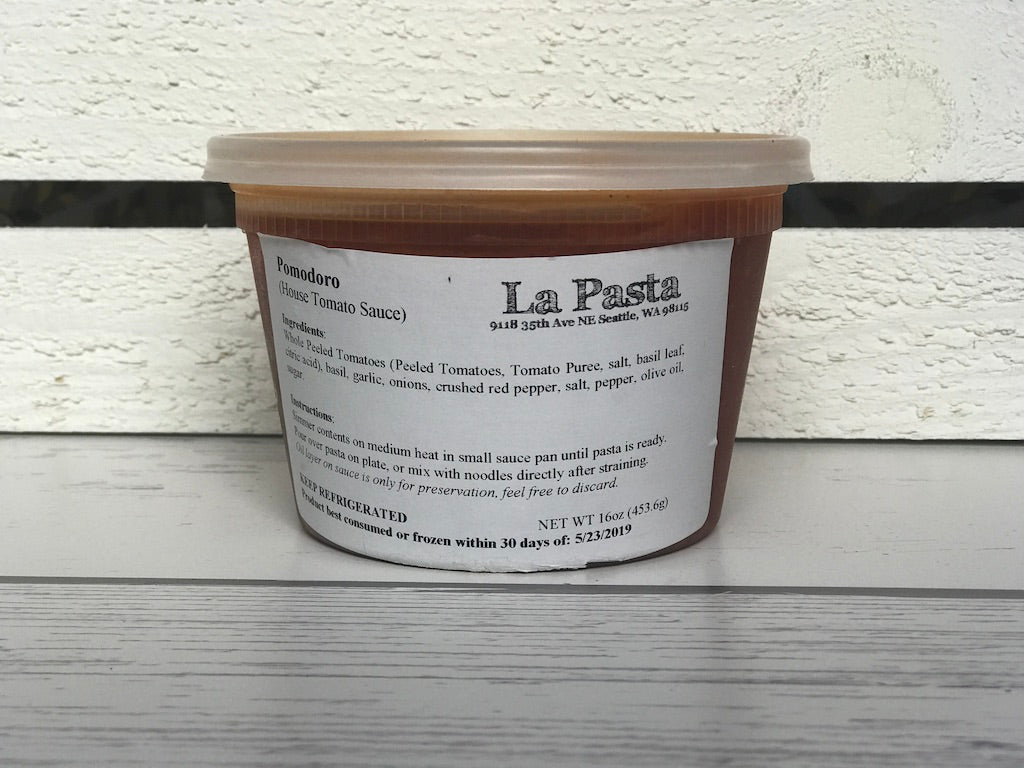 Pomodoro
(House Tomato Sauce)
La Pasta
9118 35th Ave NE Seattle, WA 98115
Ingredients:
Whole Peeled Tomatoes (Peeled Tomatoes, Tomato Puree, salt, basil leaf,
citric acid), basil, garlic, onions, crushed red pepper, salt, pepper, olive oil,
sugar.
Instructions:
Simmer contents on medium heat in small sauce pan until pasta is ready.
Pour over pasta on plate, or mix with noodles directly after straining.
Oil layer on sauce is only for preservation, feel free to discard.
KEEP REFRIGERATED
NET WT 16oz (453.6g)
Product best consumed or frozen within 30 days of: 5/23/2019